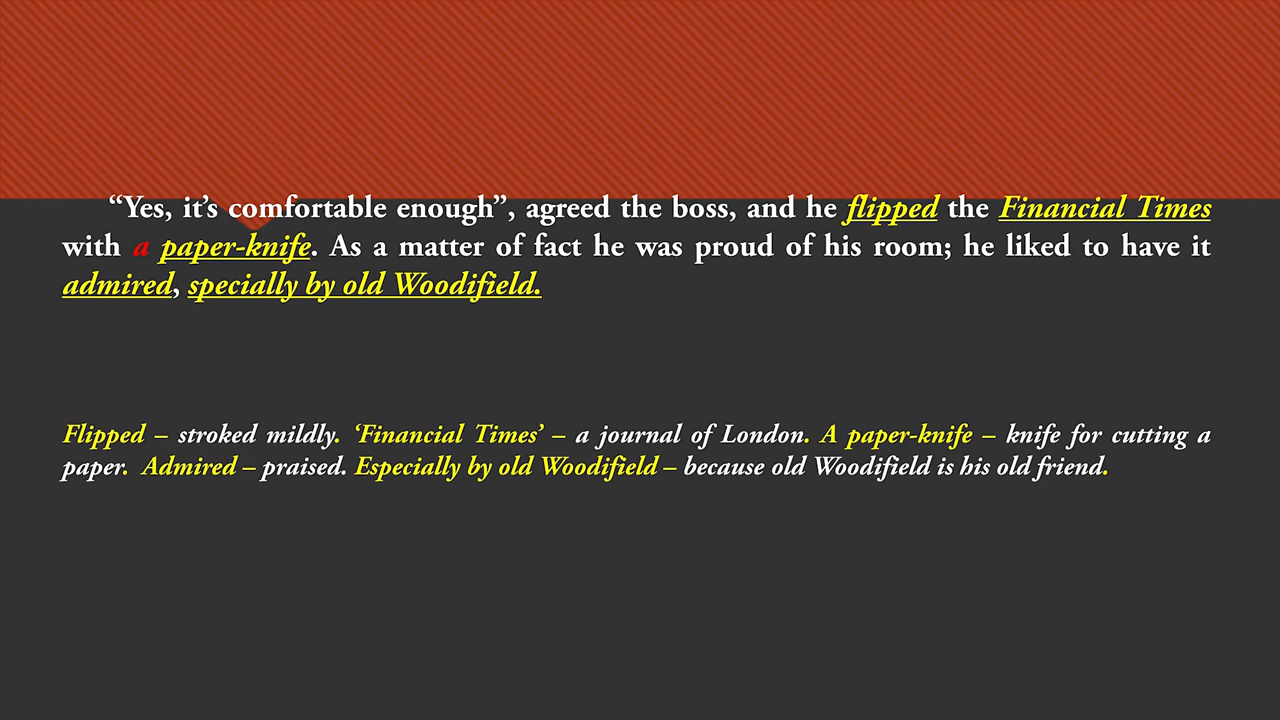 “Yes, it’s comfortable enough”, agreed the boss, and he flipped the Financial Times
with a paper-knife. As a matter of fact he was proud of his room; he liked to have it
admired, specially by old Woodifield.
Flipped – stroked mildly. ‘Financial Times’ – a journal of London. A paper-knife – knife for cutting a
paper. Admired – praised. Especially by old Woodifield – because old Woodifield is his old friend.